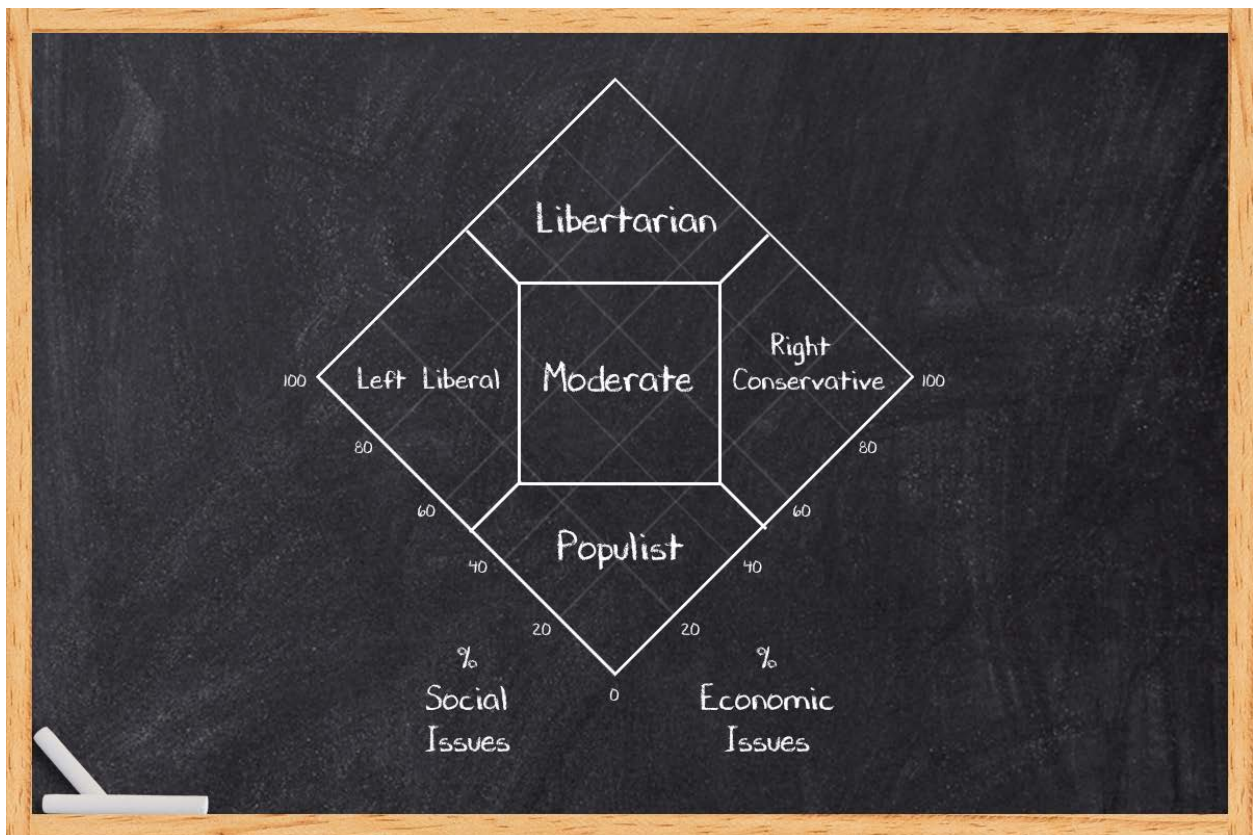 Libertarian
Left Liberal
Moderate
Right
Conservative
Populist
100
80
60
40
20
0
20
40
60
80
100
%
Social
Issues
%
Economic
Issues